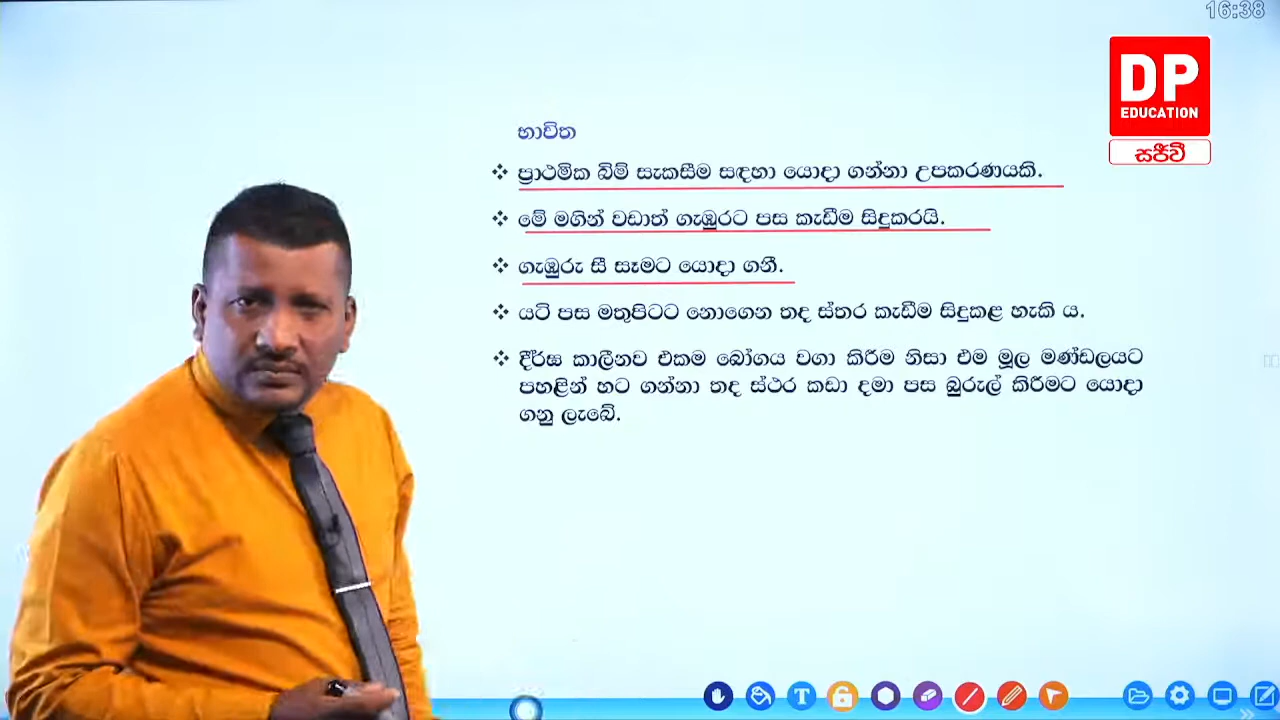 16:38
DP
EDUCATION
සජීවී
භාවිත
❖ ප්‍රාථමික බිම් සැකසීම සඳහා යොදා ගන්නා උපකරණයකි.
❖ මේ මගින් වඩාත් ගැඹුරට පස කැඩීම සිදුකරයි.
❖ ගැඹුරු සී සෑමට යොදා ගනී.
❖ යටි පස මතුපිටට නොගෙන තද ස්තර කැඩීම සිදුකළ හැකි ය.
❖ දීර්ඝ කාලීනව එකම බෝගය වගා කිරීම නිසා එම මූල මණ්ඩලයට
පහළින් හට ගන්නා තද ස්ථර කඩා දමා පස බුරුල් කිරීමට යොදා
ගනු ලැබේ.
T